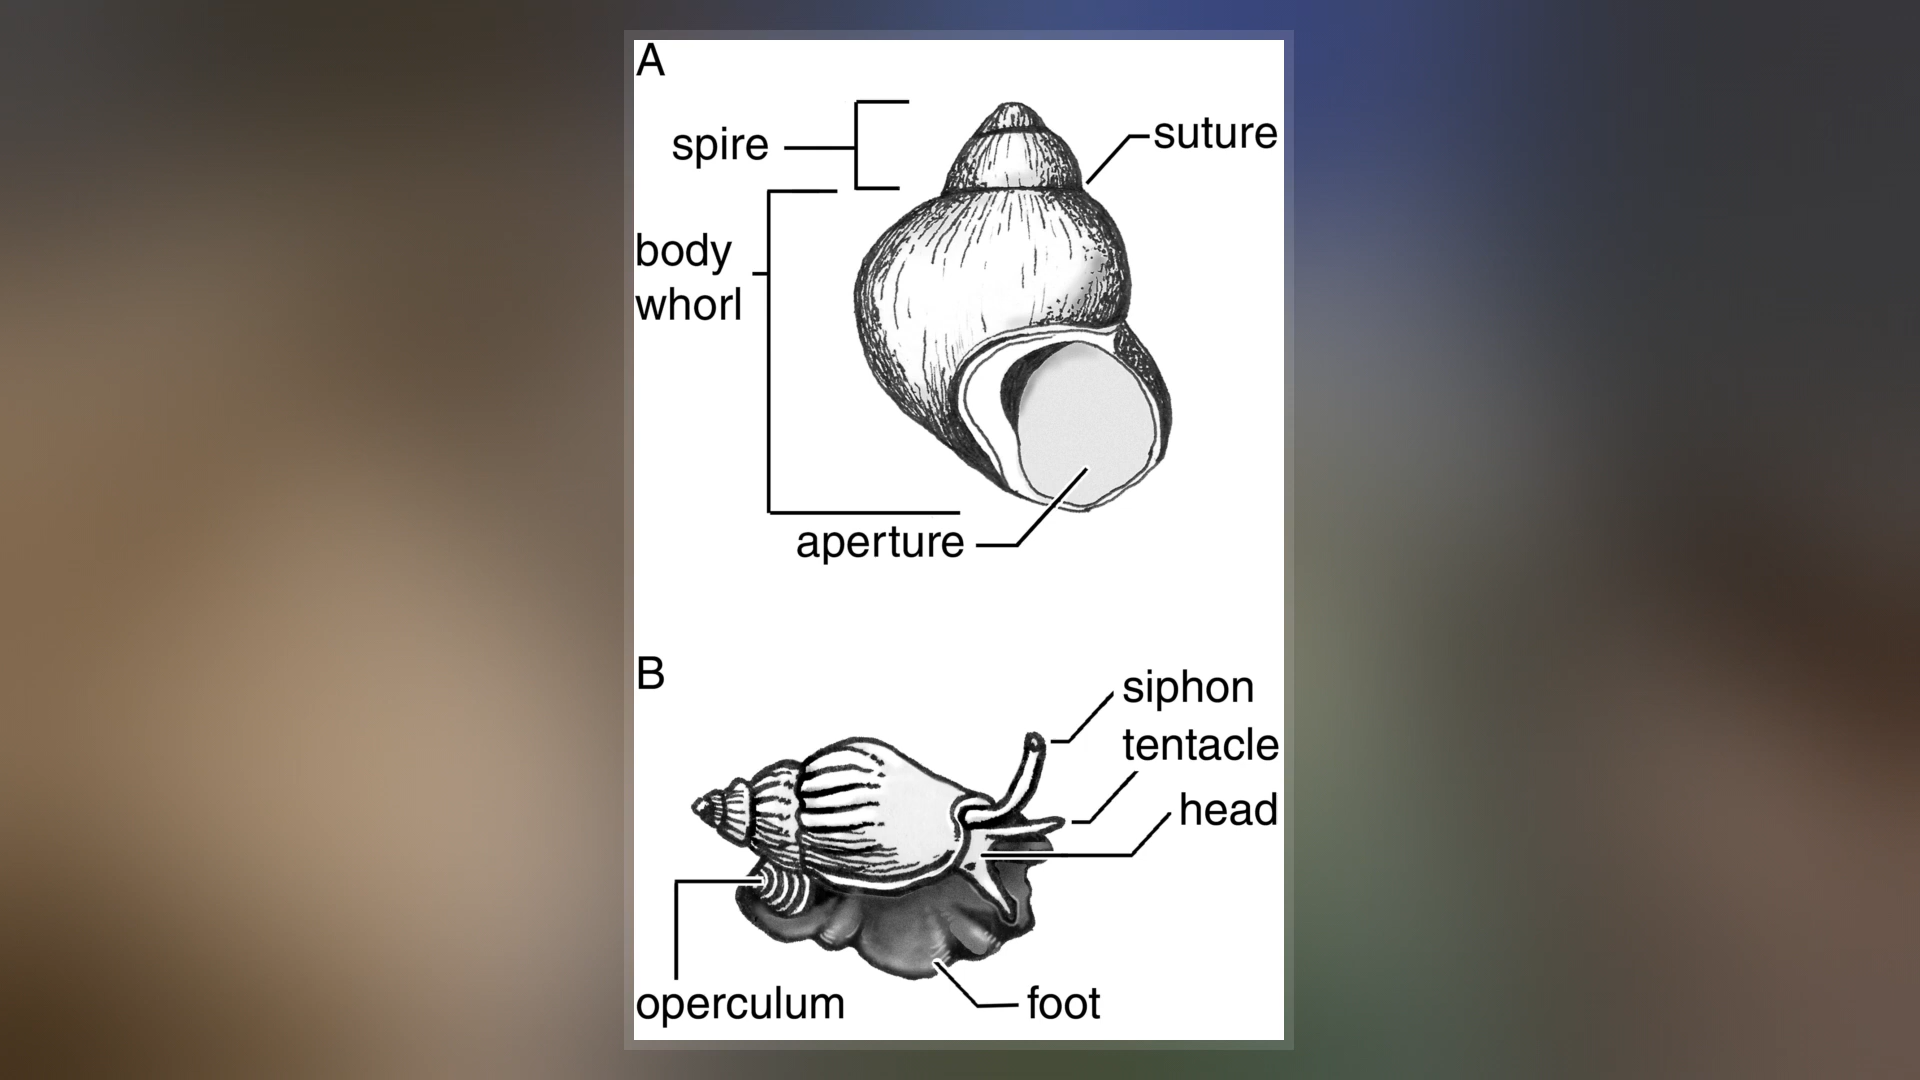 A
spire
suture
body
whorl
aperture
B
siphon
tentacle
head
operculum
foot